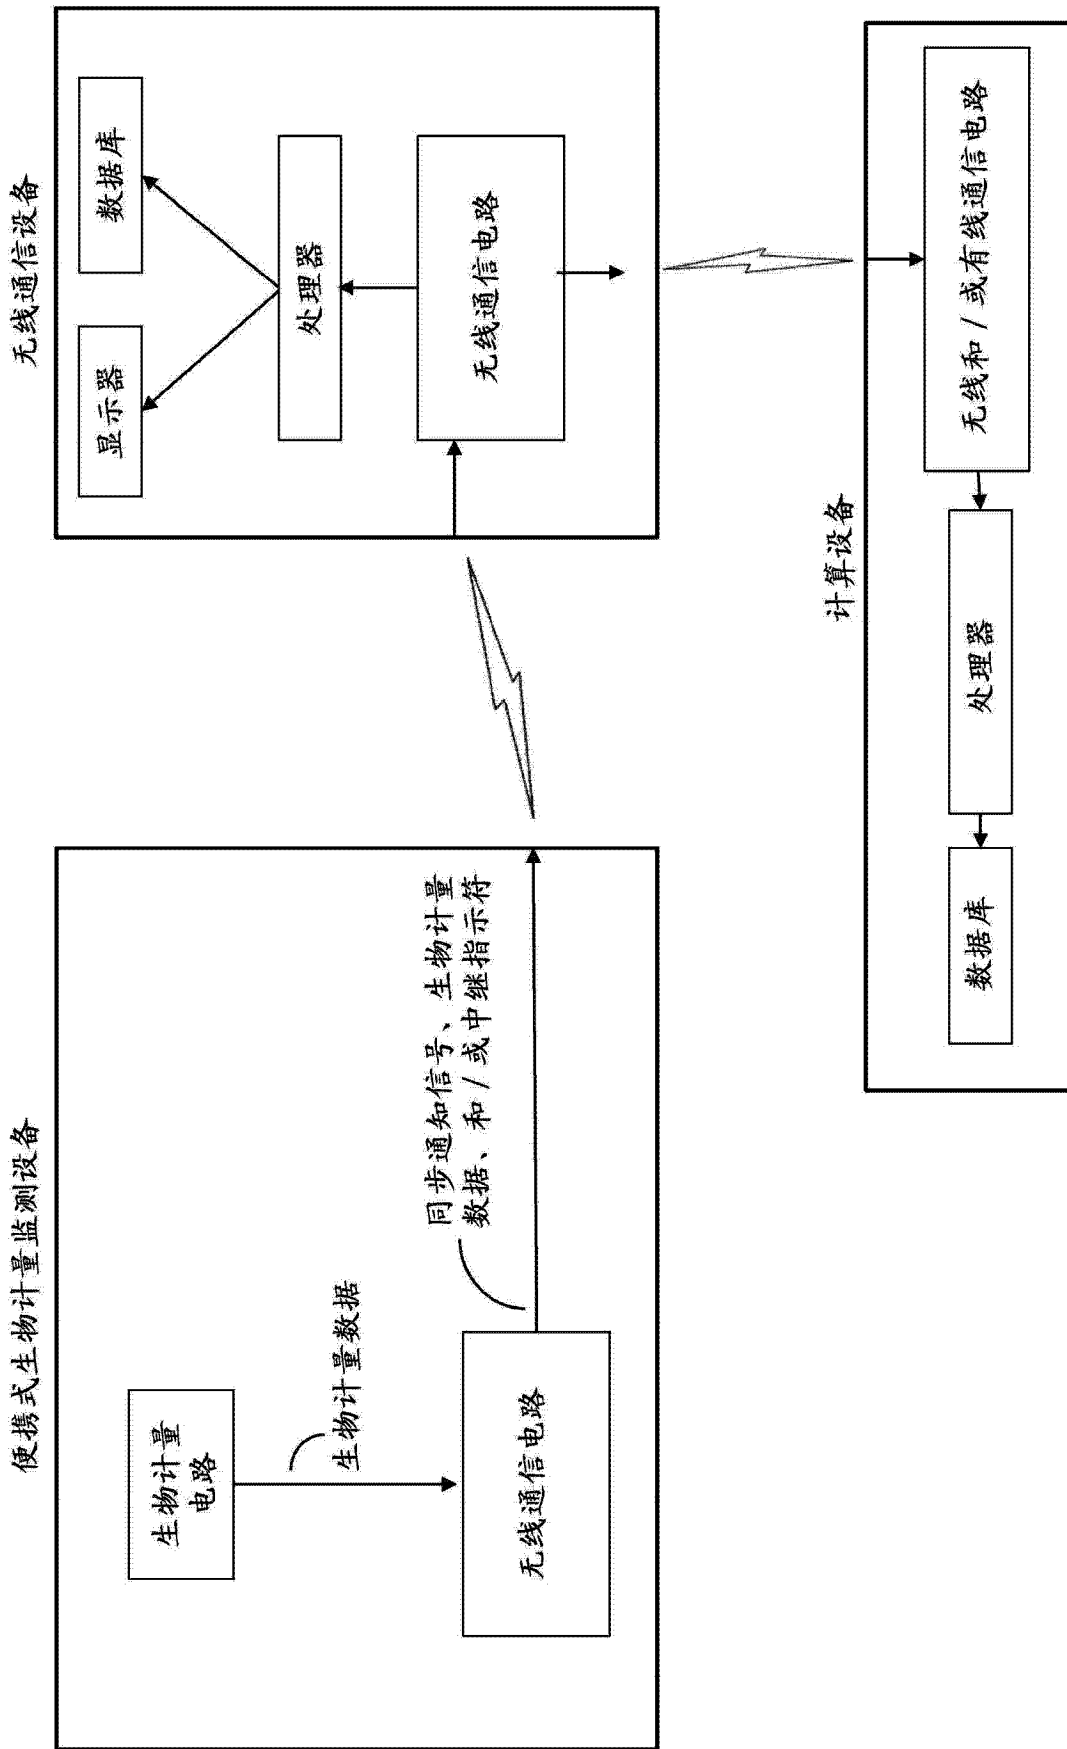 便携式生物计量监测设备
生物计量
电路
生物计量数据
无线通信电路
同步通知信号、生物计量
数据、和/或中继指示符
无线通信设备
显示器
数据库
处理器
无线通信电路
计算设备
数据库
处理器
无线和/或有线通信电路